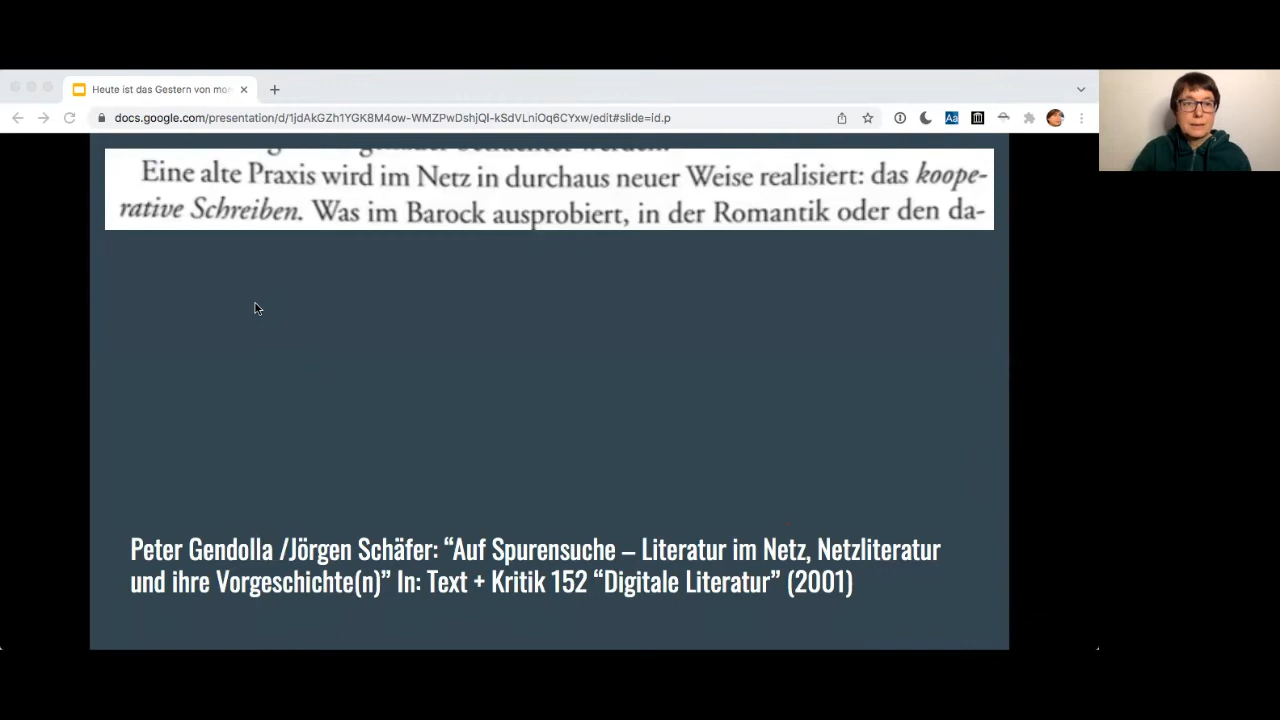 Heute ist das Gestern von mor
docs.google.com/presentation/d/1jdAkGZh1YGK8M4ow-WMZPwDshjQI-kSdVLniOq6CYxw/edit#slide=id.p
Aa
Eine alte Praxis wird im Netz in durchaus neuer Weise realisiert: das koope-
rative Schreiben. Was im Barock ausprobiert, in der Romantik oder den da-
Peter Gendolla /Jörgen Schäfer: “Auf Spurensuche – Literatur im Netz, Netzliteratur
und ihre Vorgeschichte(n)” In: Text + Kritik 152 “Digitale Literatur” (2001)